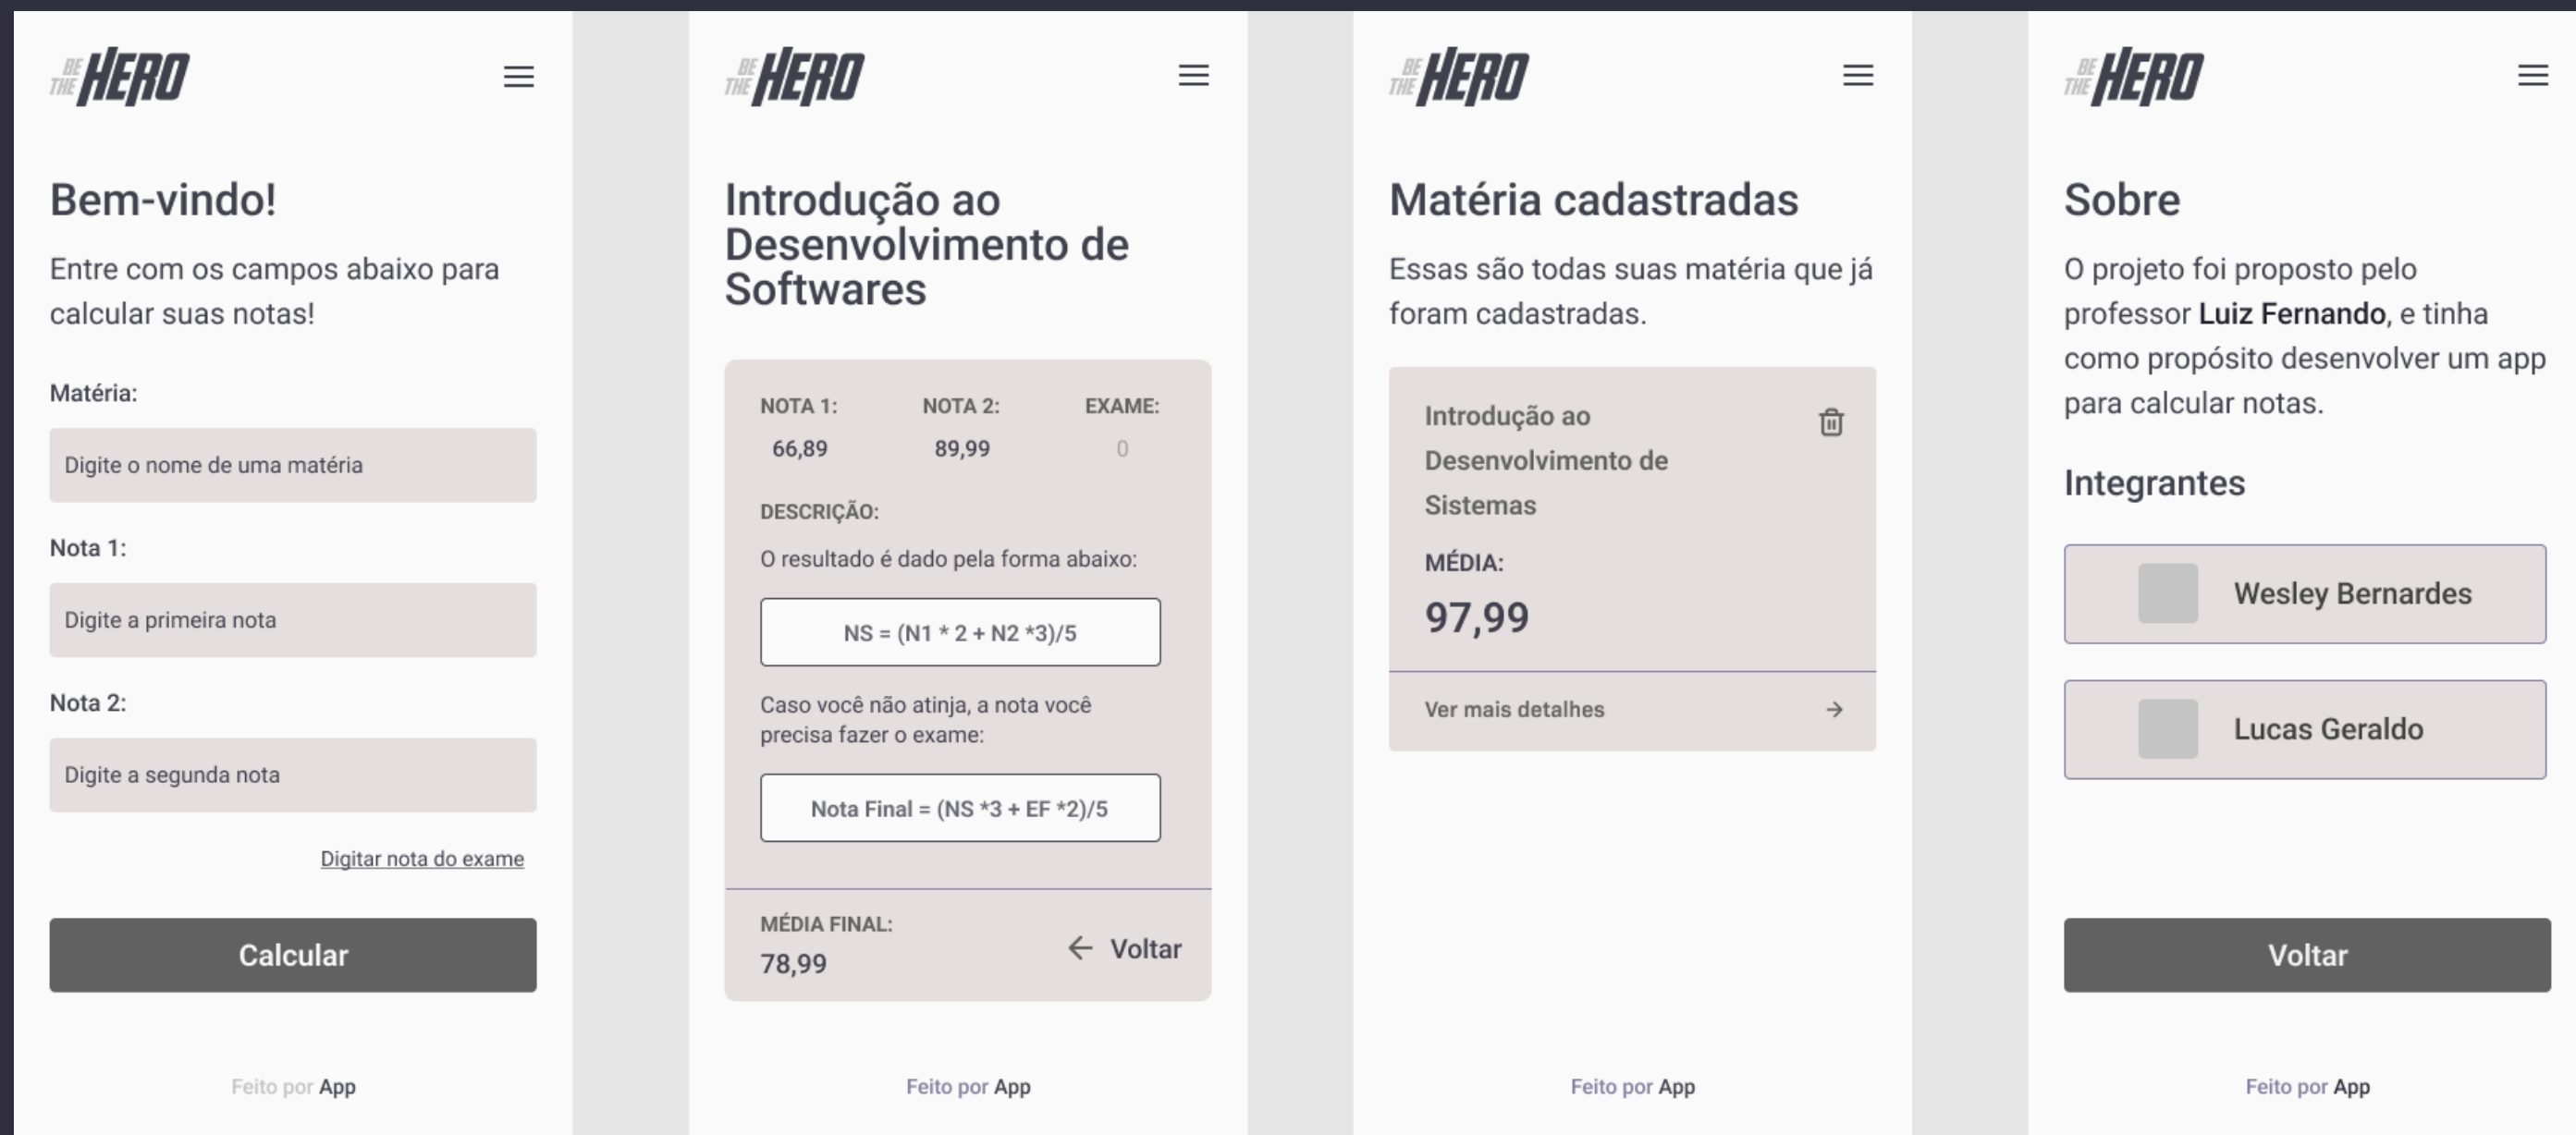 BE
THE HERO
Bem-vindo!
Entre com os campos abaixo para
calcular suas notas!
Matéria:
Digite o nome de uma matéria
Nota 1:
Digite a primeira nota
Nota 2:
Digite a segunda nota
Digitar nota do exame
Calcular
Feito por App
BE
THE HERO
Introdução ao
Desenvolvimento de
Softwares
NOTA 1: NOTA 2: EXAME:
66,89 89,99 0
DESCRIÇÃO:
O resultado é dado pela forma abaixo:
NS = (N1 * 2 + N2 *3)/5
Caso você não atinja, a nota você
precisa fazer o exame:
Nota Final = (NS *3 + EF *2)/5
MÉDIA FINAL:
78,99
Voltar
Feito por App
BE
THE HERO
Matéria cadastradas
Essas são todas suas matéria que já
foram cadastradas.
Introdução ao
Desenvolvimento de
Sistemas
MÉDIA:
97,99
Ver mais detalhes
Feito por App
BE
THE HERO
Sobre
O projeto foi proposto pelo
professor Luiz Fernando, e tinha
como propósito desenvolver um app
para calcular notas.
Integrantes
Wesley Bernardes
Lucas Geraldo
Voltar
Feito por App